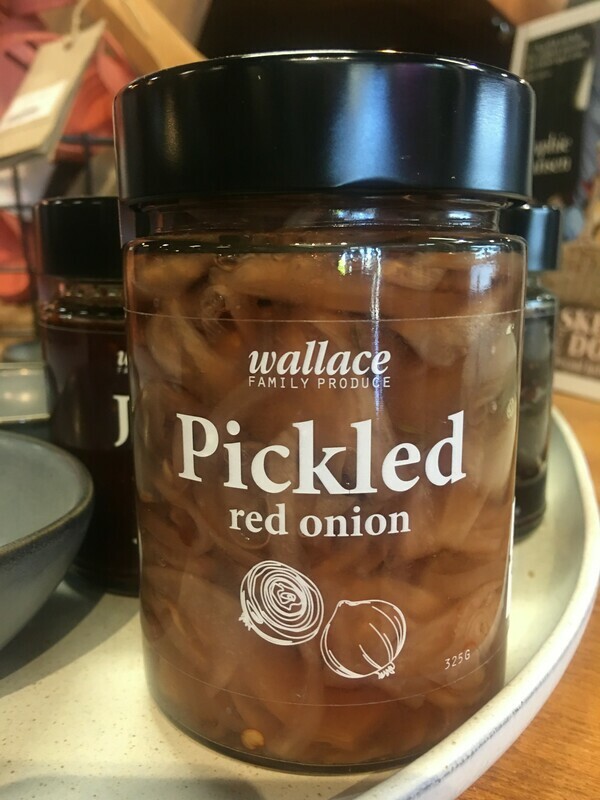 wallace
FAMILY PRODUCE
Pickled
red onion
325G
J